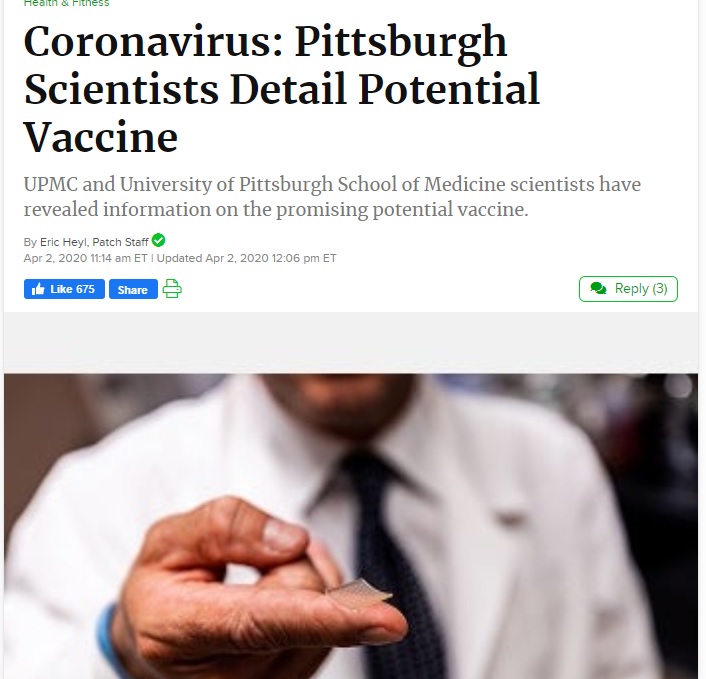 Health & Fitness
Coronavirus: Pittsburgh
Scientists Detail Potential
Vaccine
UPMC and University of Pittsburgh School of Medicine scientists have
revealed information on the promising potential vaccine.
By Eric Heyl, Patch Staff
Apr 2, 2020 11:14 am ET | Updated Apr 2, 2020 12:06 pm ET
Like 675 Share Reply (3)